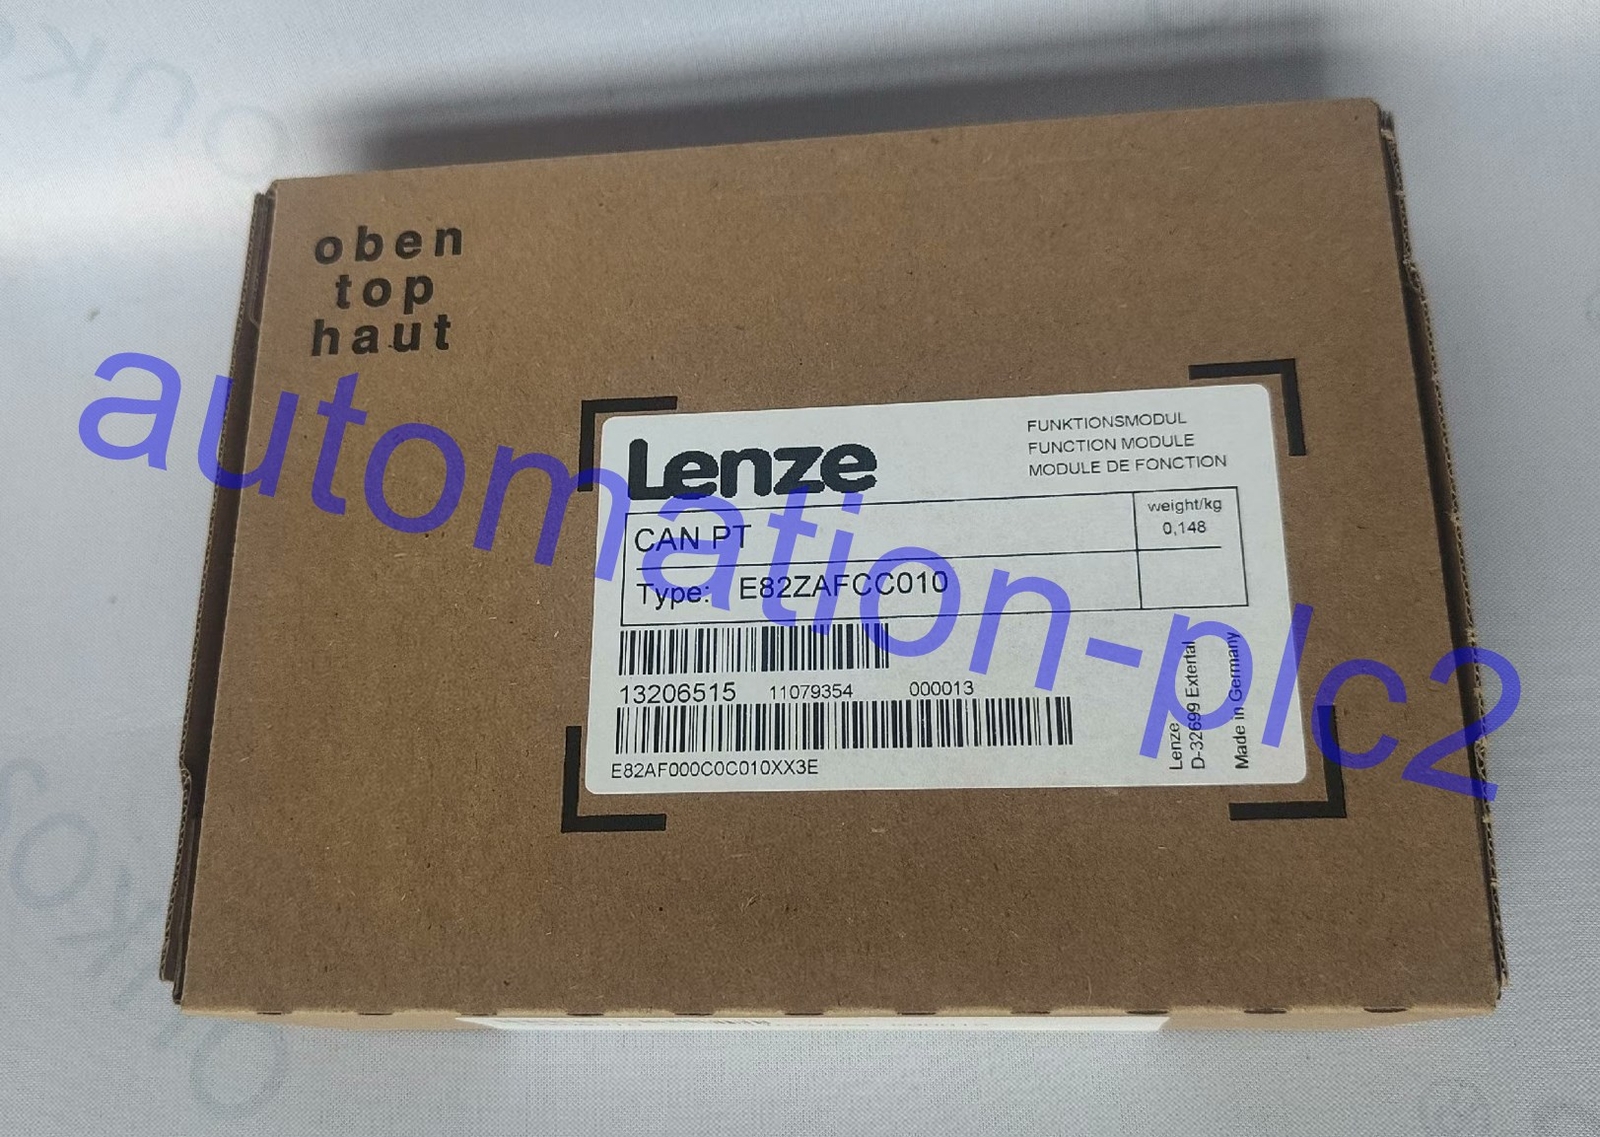 oben
top
haut
automation-plc2
Lenze
FUNKTIONSMODUL
FUNCTION MODULE
MODULE DE FONCTION
CAN PT
weight/kg
0,148
Type: E82ZAFCC010
13206515 11079354 000013
E82AF000C0C010XX3E
Lenze
D-32699 Extertal
Made in Germany